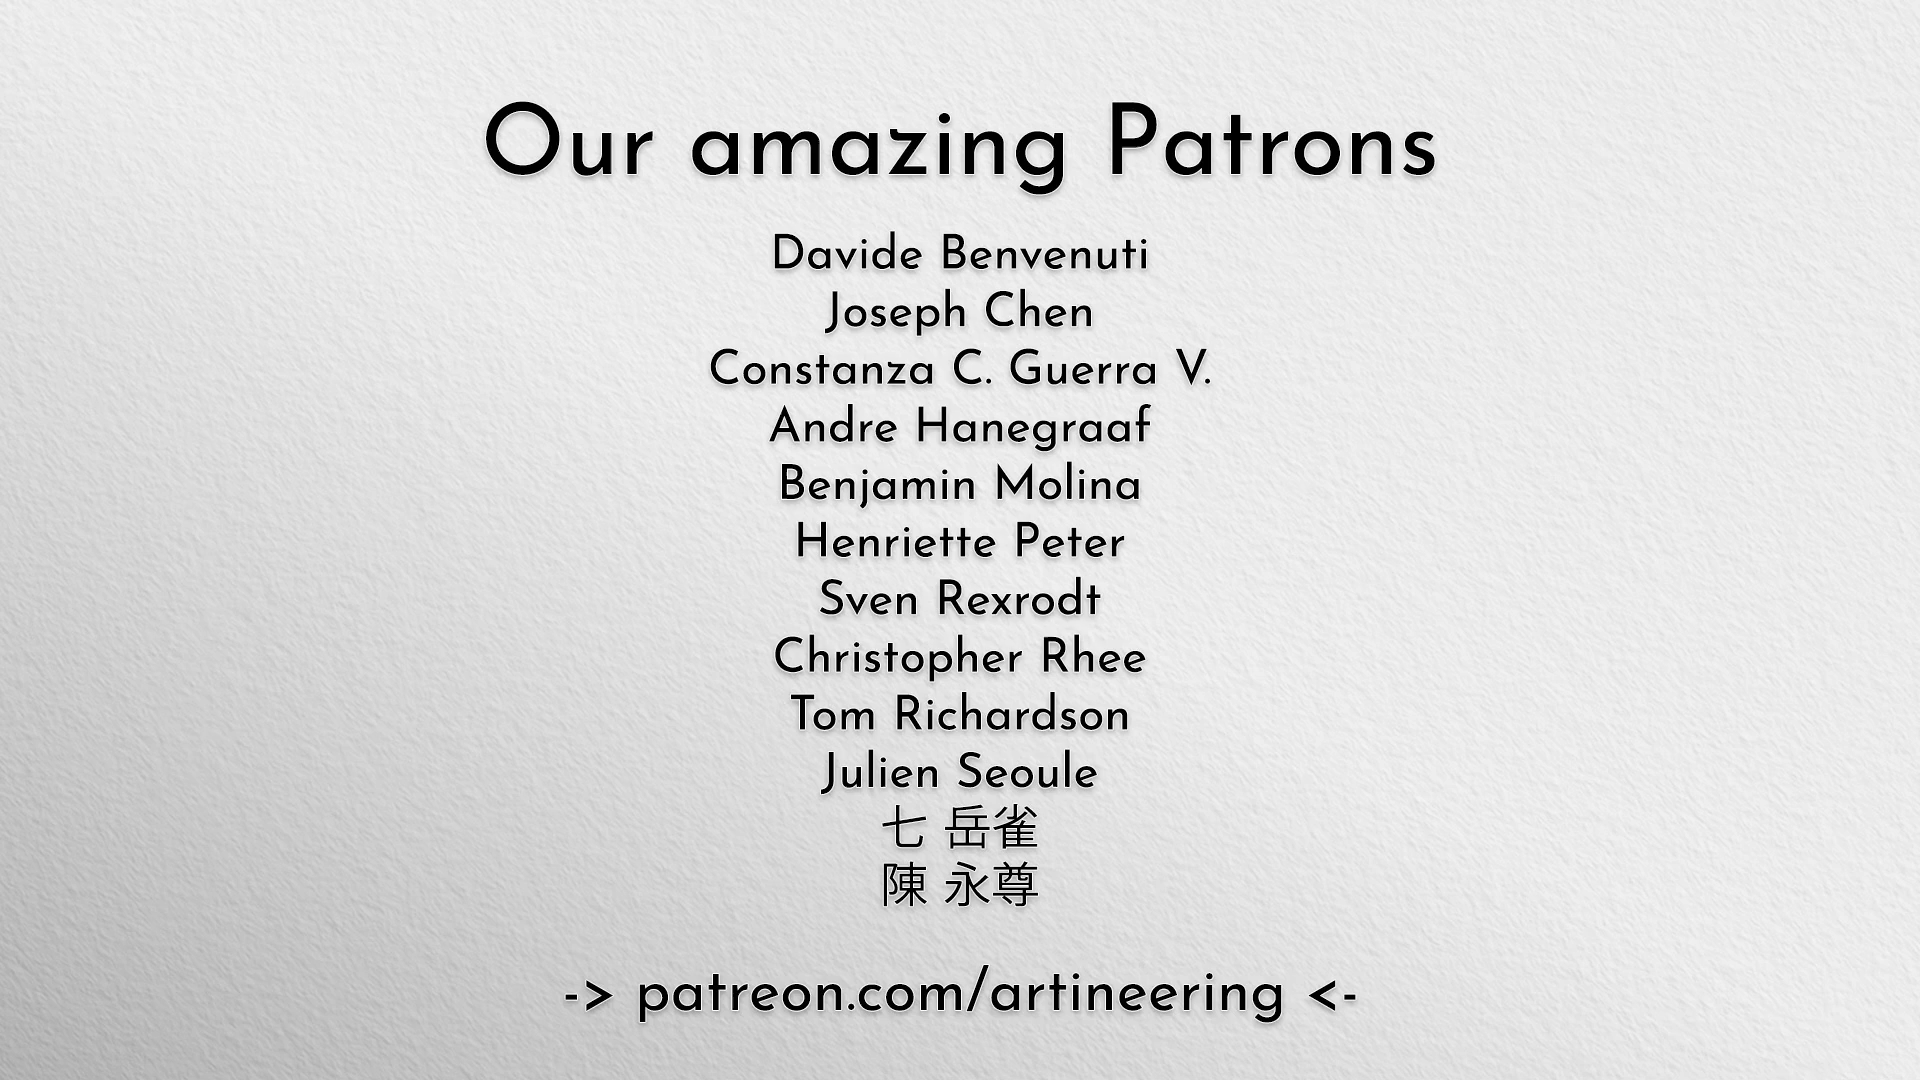 Our amazing Patrons
Davide Benvenuti
Joseph Chen
Constanza C. Guerra V.
Andre Hanegraaf
Benjamin Molina
Henriette Peter
Sven Rexrodt
Christopher Rhee
Tom Richardson
Julien Seoule
七 岳雀
陳 永尊
-> patreon.com/artineering <-